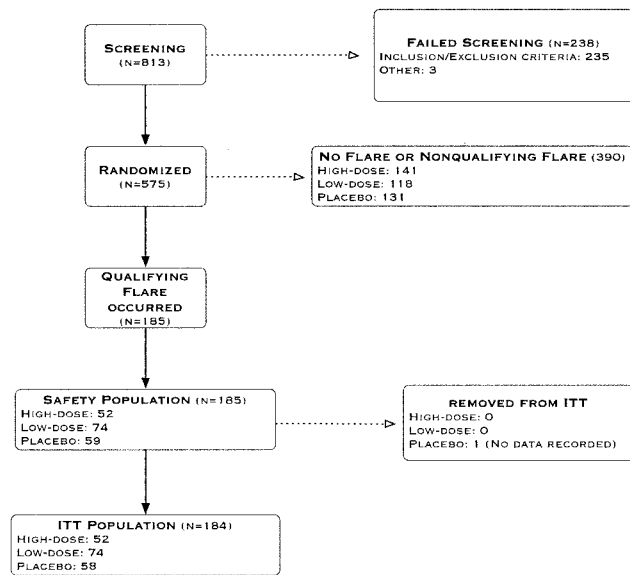 SCREENING
(N=813)
FAILED SCREENING (N=238)
INCLUSION/EXCLUSION CRITERIA: 235
OTHER: 3
RANDOMIZED
(N=575)
NO FLARE OR NONQUALIFYING FLARE (390)
HIGH-DOSE: 141
LOW-DOSE: 118
PLACEBO: 131
QUALIFYING
FLARE
OCCURRED
(N=185)
SAFETY POPULATION (N=185)
HIGH-DOSE: 52
LOW-DOSE: 74
PLACEBO: 59
REMOVED FROM ITT
HIGH-DOSE: 0
LOW-DOSE: 0
PLACEBO: 1 (NO DATA RECORDED)
ITT POPULATION (N=184)
HIGH-DOSE: 52
LOW-DOSE: 74
PLACEBO: 58